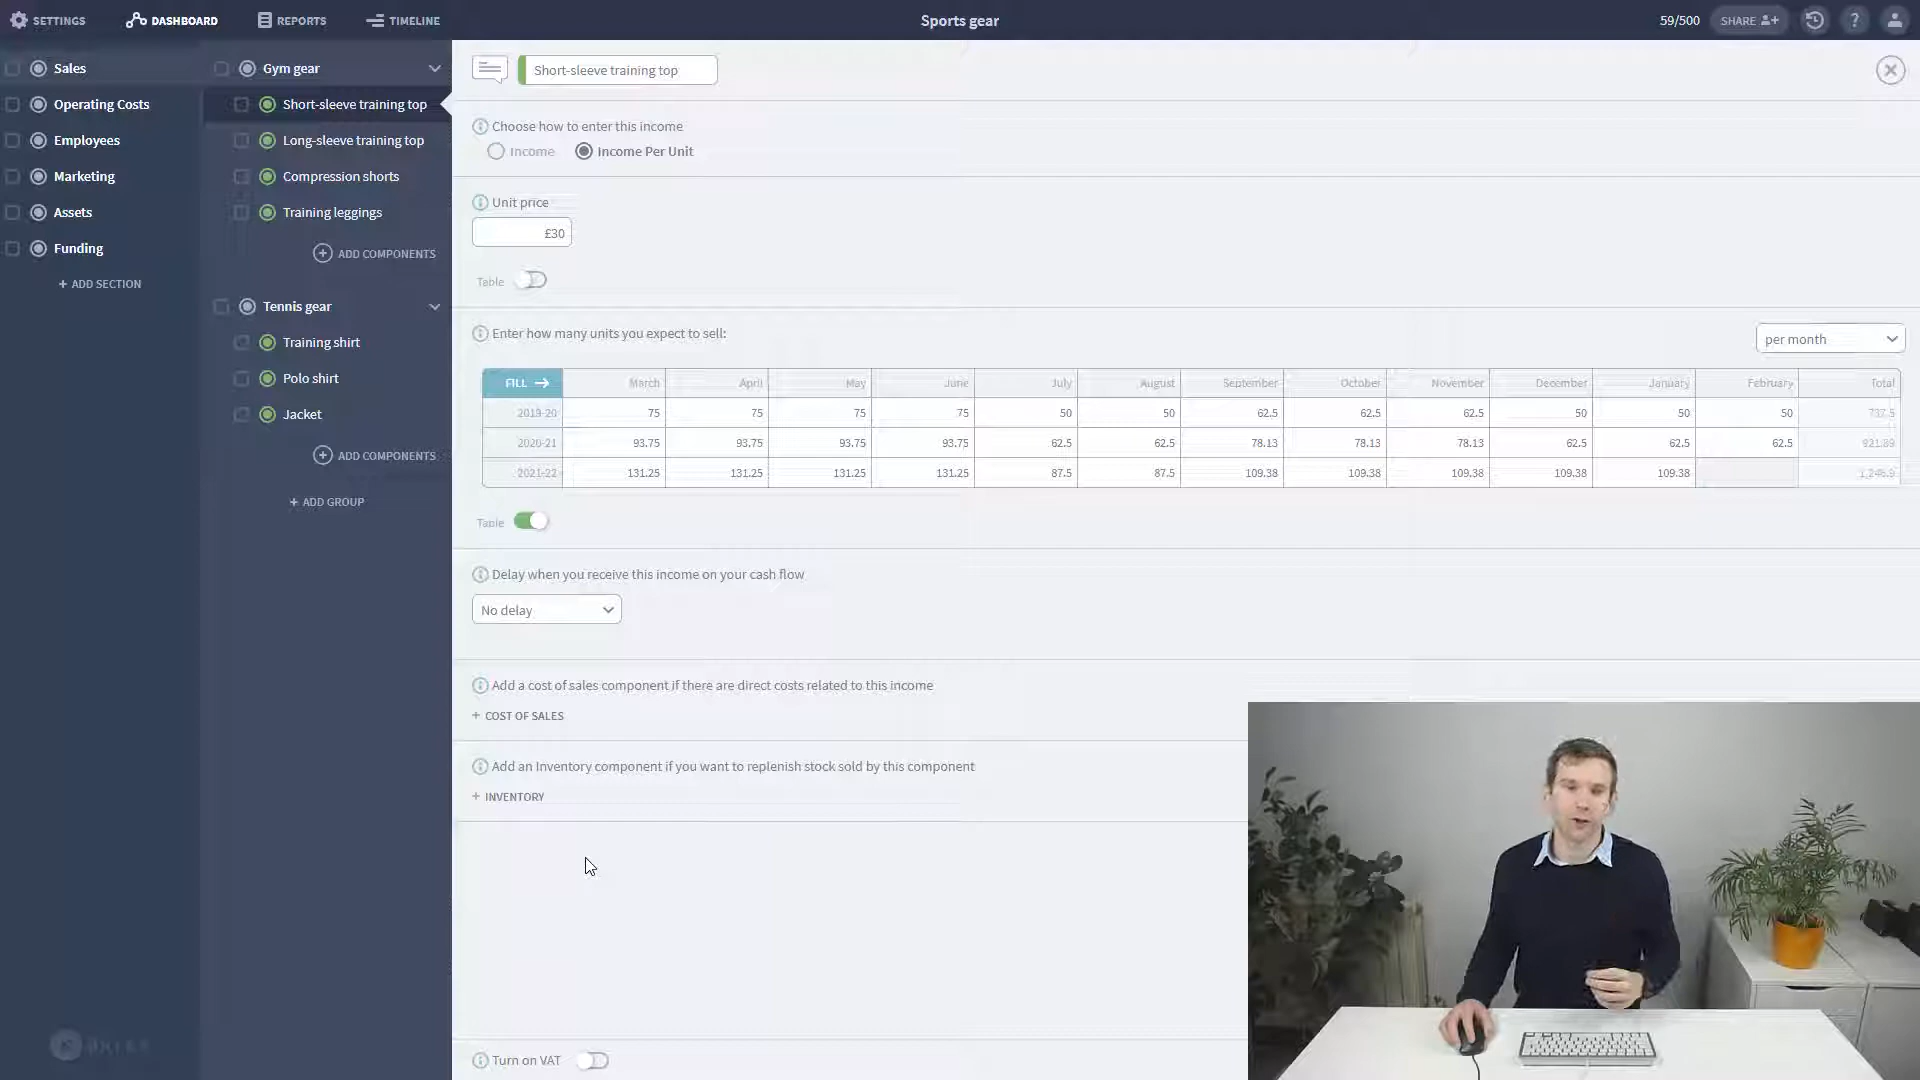 SETTINGS DASHBOARD REPORTS TIMELINE Sports gear 59/500 SHARE
Sales
Operating Costs
Employees
Marketing
Assets
Funding
+ ADD SECTION
Gym gear
Short-sleeve training top
Long-sleeve training top
Compression shorts
Training leggings
ADD COMPONENTS
Tennis gear
Training shirt
Polo shirt
Jacket
ADD COMPONENTS
+ ADD GROUP
Short-sleeve training top
Choose how to enter this income
Income Income Per Unit
Unit price
£30
Table
Enter how many units you expect to sell:
per month
FILL → March April May June July August September October November December January February Total
2019-20 75 75 75 75 50 50 62.5 62.5 62.5 50 50 50 737.5
2020-21 93.75 93.75 93.75 93.75 62.5 62.5 78.13 78.13 78.13 62.5 62.5 62.5 921.89
2021-22 131.25 131.25 131.25 131.25 87.5 87.5 109.38 109.38 109.38 109.38 109.38
Table
Delay when you receive this income on your cash flow
No delay
Add a cost of sales component if there are direct costs related to this income
+ COST OF SALES
Add an Inventory component if you want to replenish stock sold by this component
+ INVENTORY
Turn on VAT